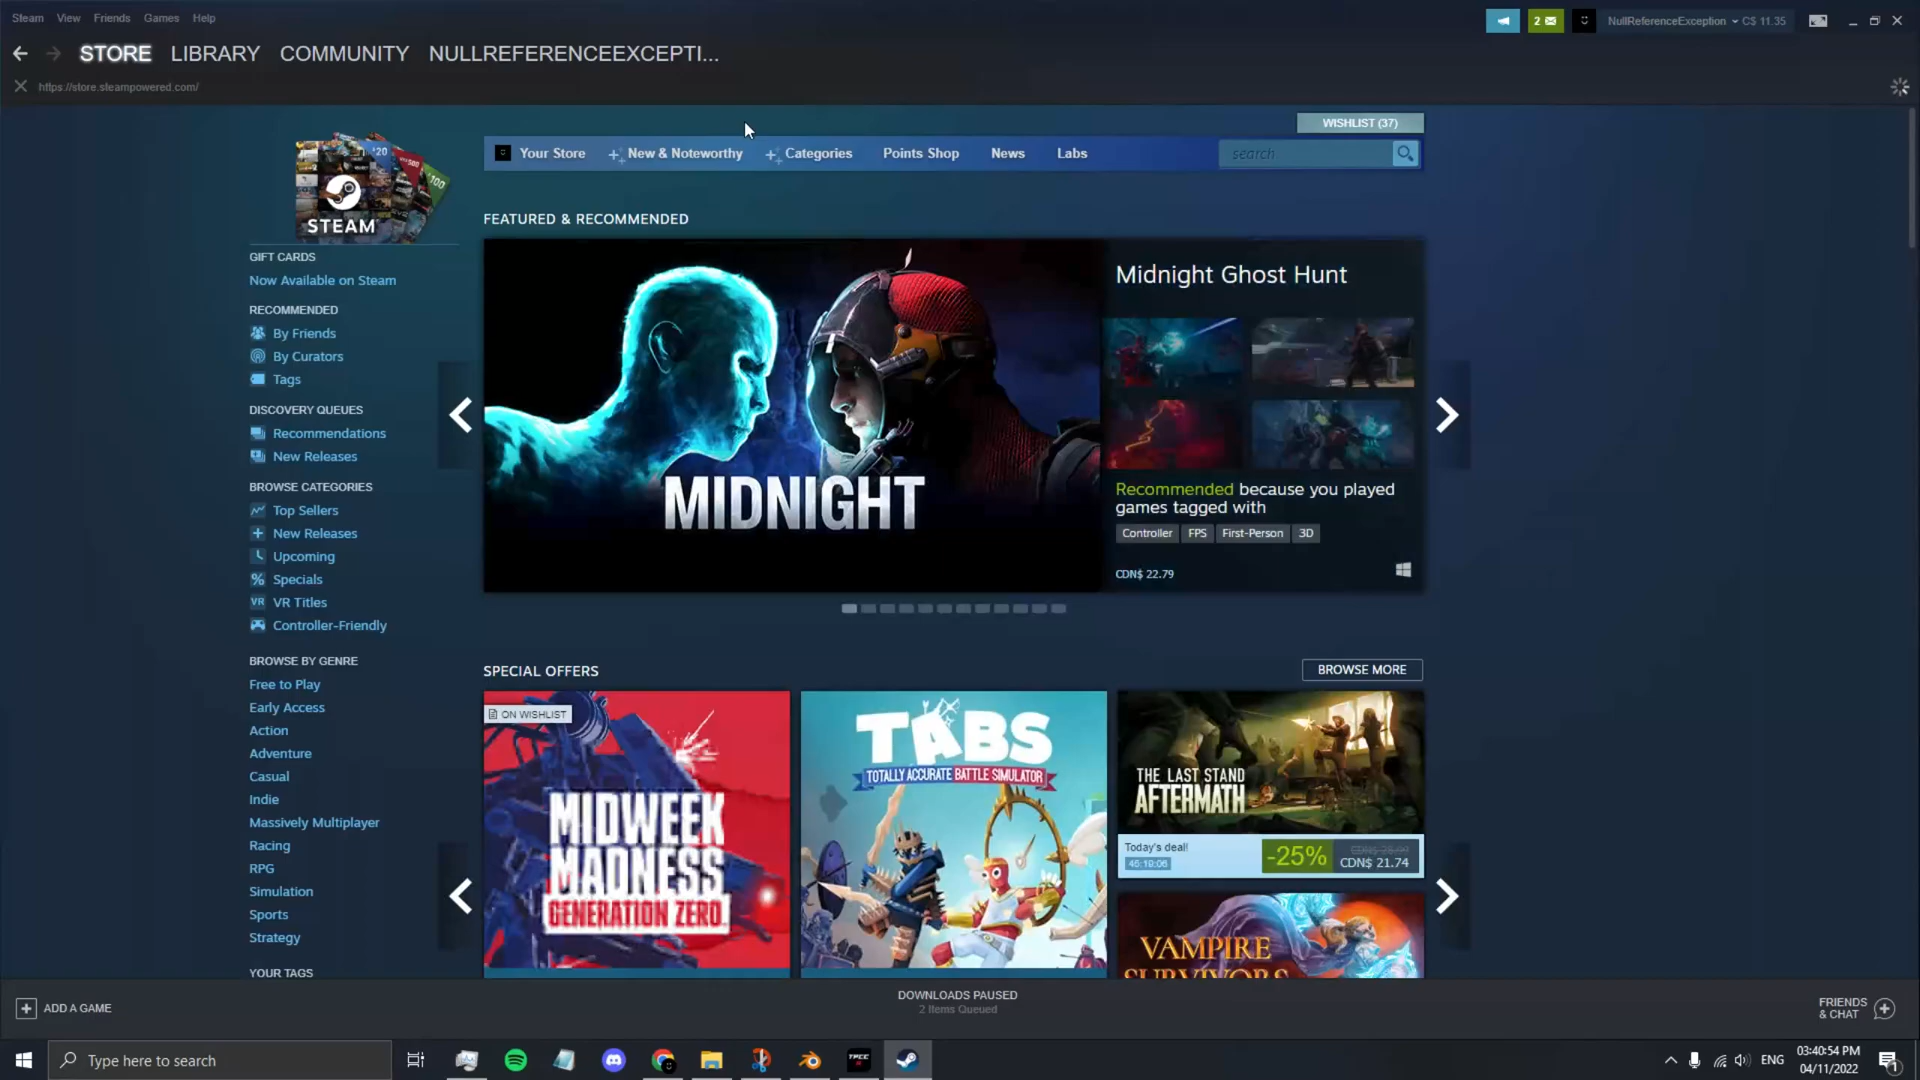 Steam View Friends Games Help
2
NullReferenceException C$ 11.35
STORE LIBRARY COMMUNITY NULLREFERENCEEXCEPTI...
https://store.steampowered.com/
WISHLIST (37)
Your Store New & Noteworthy Categories Points Shop News Labs search
STEAM
GIFT CARDS
Now Available on Steam
RECOMMENDED
By Friends
By Curators
Tags
DISCOVERY QUEUES
Recommendations
New Releases
BROWSE CATEGORIES
Top Sellers
New Releases
Upcoming
Specials
VR VR Titles
Controller-Friendly
BROWSE BY GENRE
Free to Play
Early Access
Action
Adventure
Casual
Indie
Massively Multiplayer
Racing
RPG
Simulation
Sports
Strategy
YOUR TAGS
FEATURED & RECOMMENDED
MIDNIGHT
Midnight Ghost Hunt
Recommended because you played
games tagged with
Controller FPS First-Person 3D
CDN$ 22.79
SPECIAL OFFERS
BROWSE MORE
ON WISHLIST
MIDWEEK
MADNESS
GENERATION ZERO
TABS
TOTALLY ACCURATE BATTLE SIMULATOR
THE LAST STAND
AFTERMATH
Today's deal!
-25%
CDN$ 21.74
VAMPIRE
SURVIVORS
ADD A GAME
DOWNLOADS PAUSED
2 Items Queued
FRIENDS
& CHAT
Type here to search
ENG
03:40:54 PM
04/11/2022
1